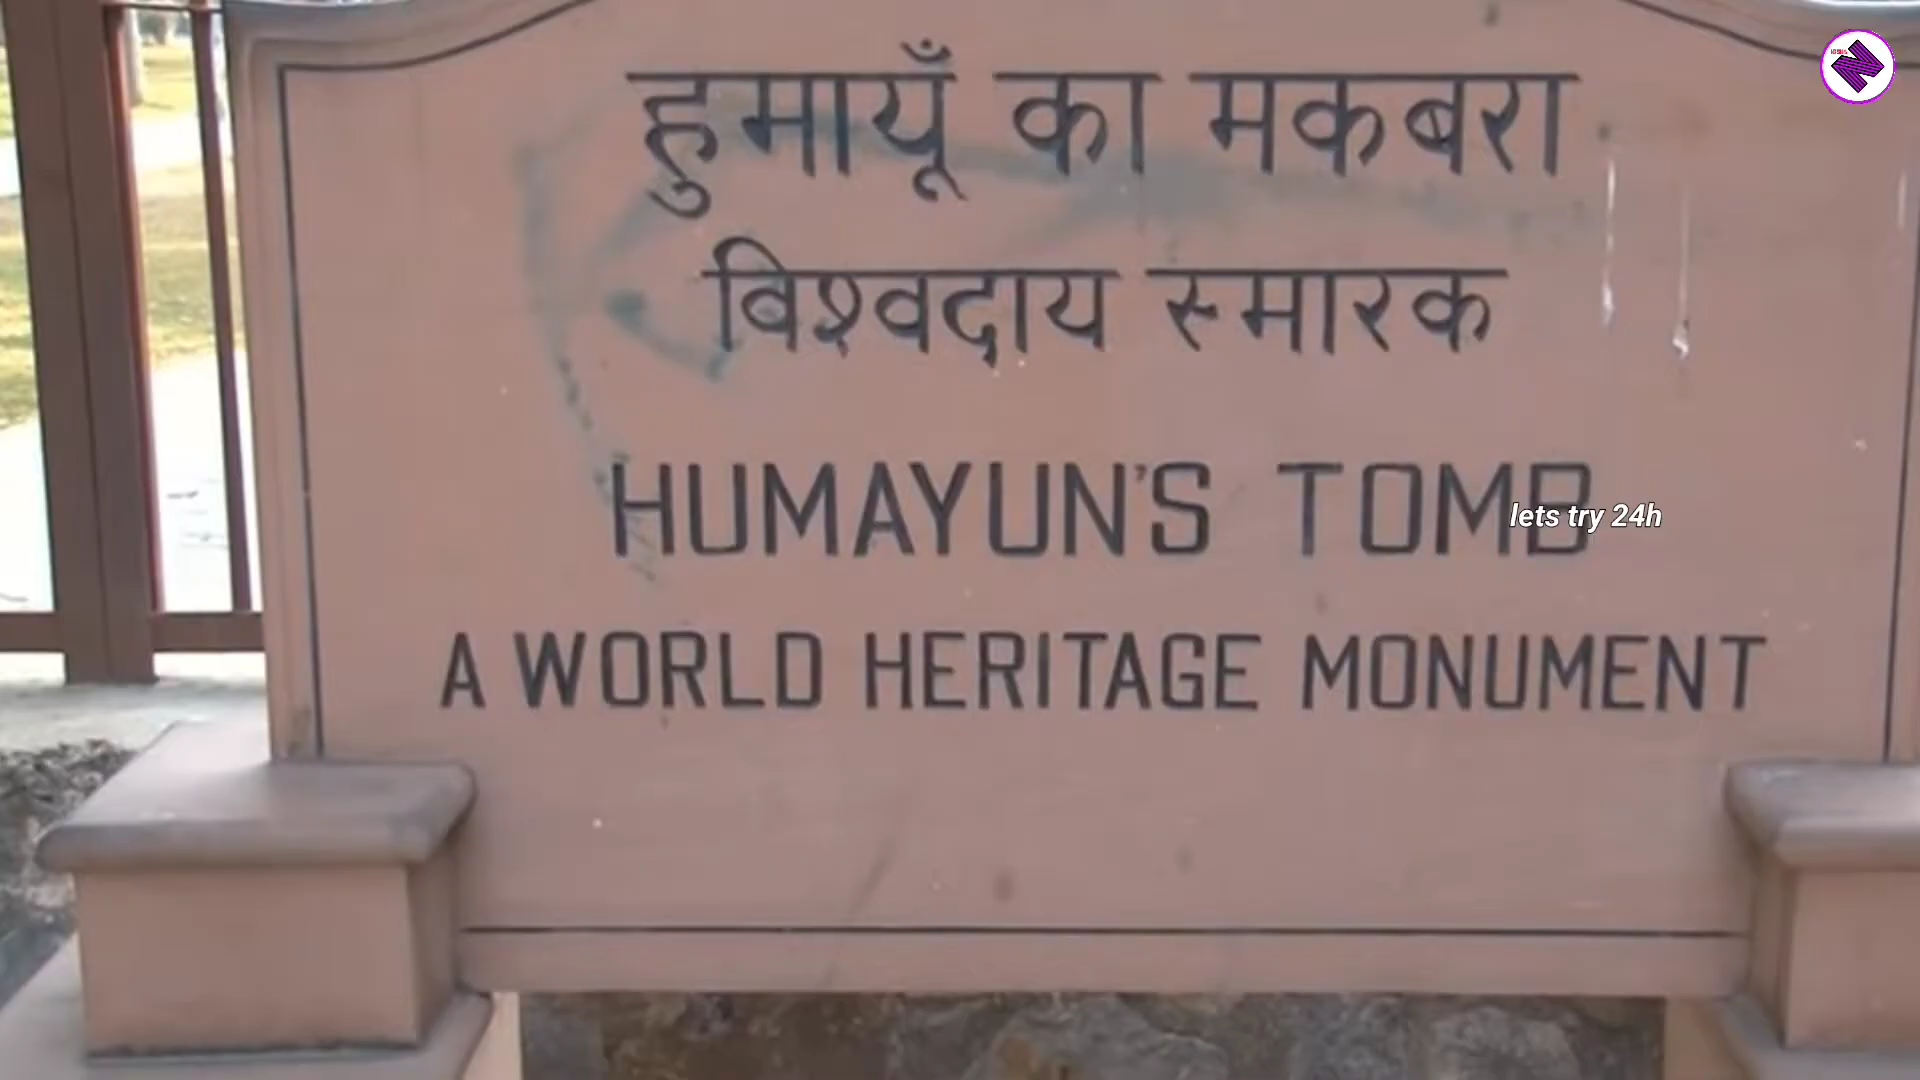 हुमायूँ का मकबरा
विश्वदाय स्मारक
HUMAYUN'S TOMB
lets try 24h
A WORLD HERITAGE MONUMENT